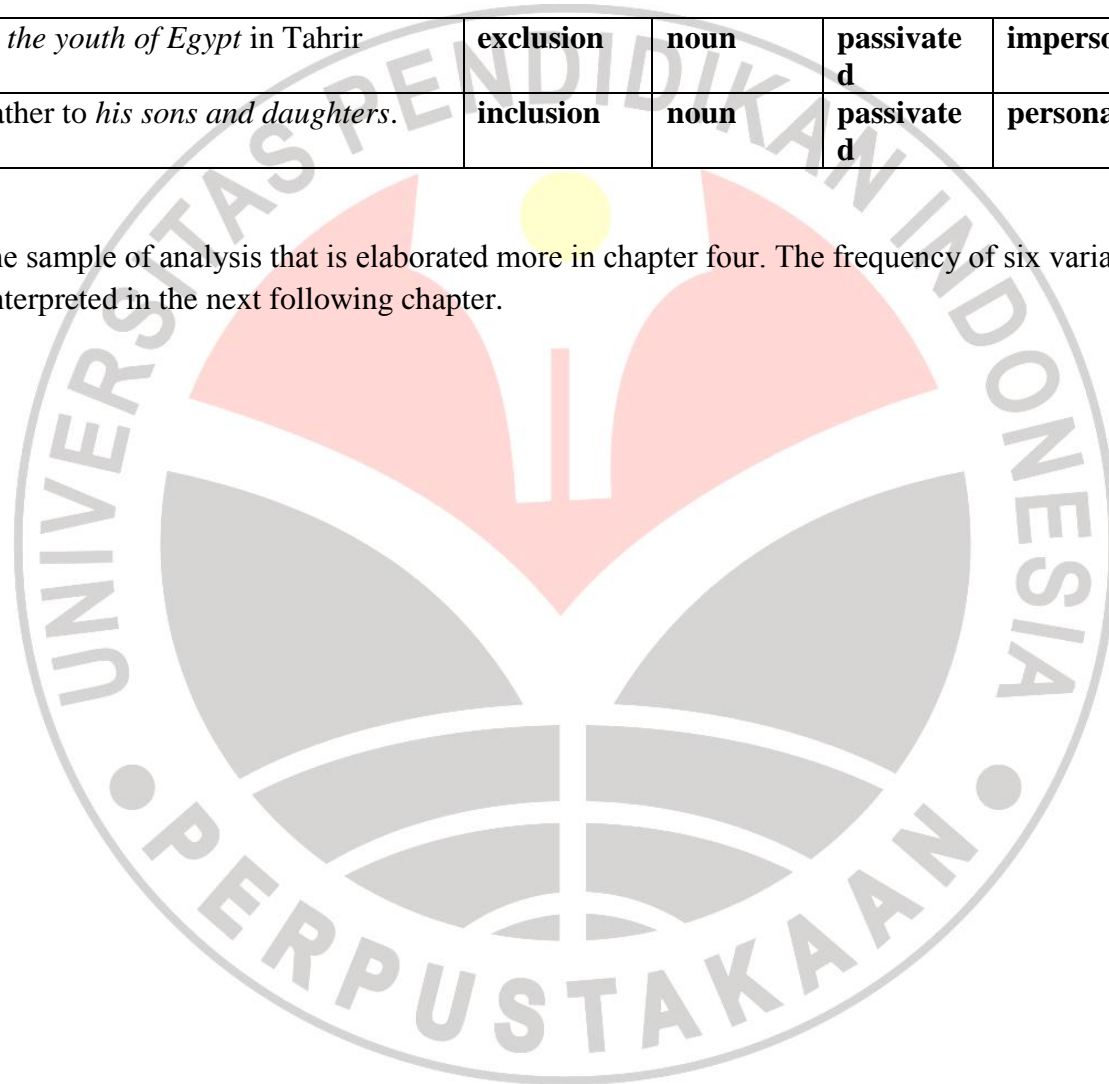 the youth of Egypt in Tahrir exclusion noun passivate imperso
d
ather to his sons and daughters. inclusion noun passivate persona
d
ne sample of analysis that is elaborated more in chapter four. The frequency of six varia
nterpreted in the next following chapter.
UNIVERSITAS PENDIDIKAN INDONESIA
PERPUSTAKAAN